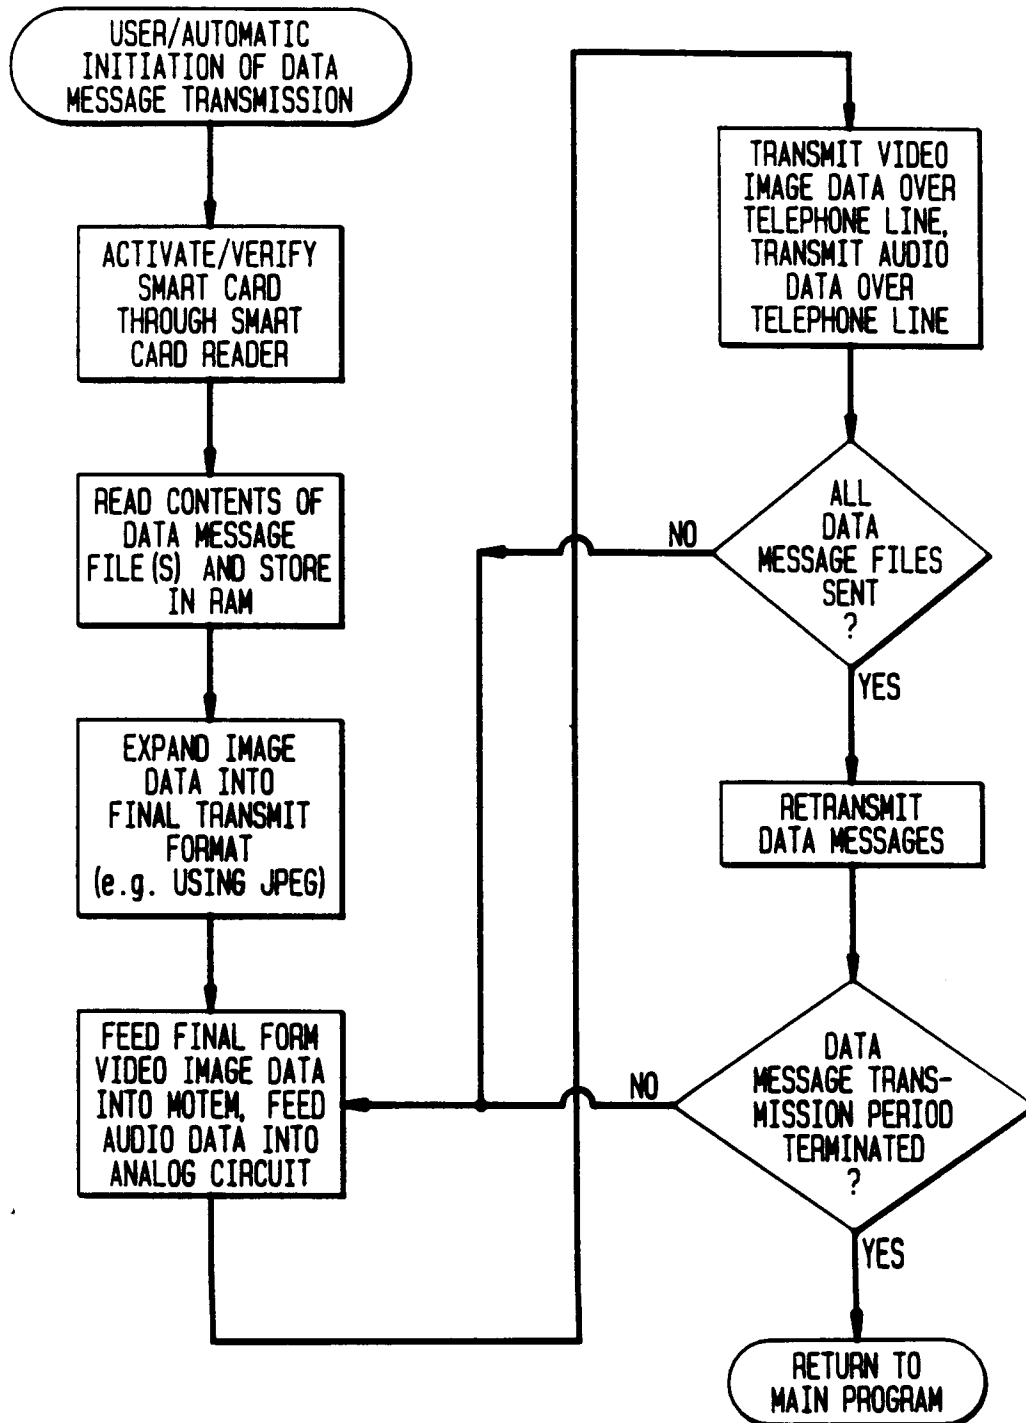 USER/AUTOMATIC
INITIATION OF DATA
MESSAGE TRANSMISSION
ACTIVATE/VERIFY
SMART CARD
THROUGH SMART
CARD READER
READ CONTENTS OF
DATA MESSAGE
FILE(S) AND STORE
IN RAM
EXPAND IMAGE
DATA INTO
FINAL TRANSMIT
FORMAT
(e.g. USING JPEG)
FEED FINAL FORM
VIDEO IMAGE DATA
INTO MOTEM, FEED
AUDIO DATA INTO
ANALOG CIRCUIT
TRANSMIT VIDEO
IMAGE DATA OVER
TELEPHONE LINE,
TRANSMIT AUDIO
DATA OVER
TELEPHONE LINE
ALL
DATA
MESSAGE FILES
SENT
?
NO
YES
RETRANSMIT
DATA MESSAGES
DATA
MESSAGE TRANS-
MISSION PERIOD
TERMINATED
?
NO
YES
RETURN TO
MAIN PROGRAM